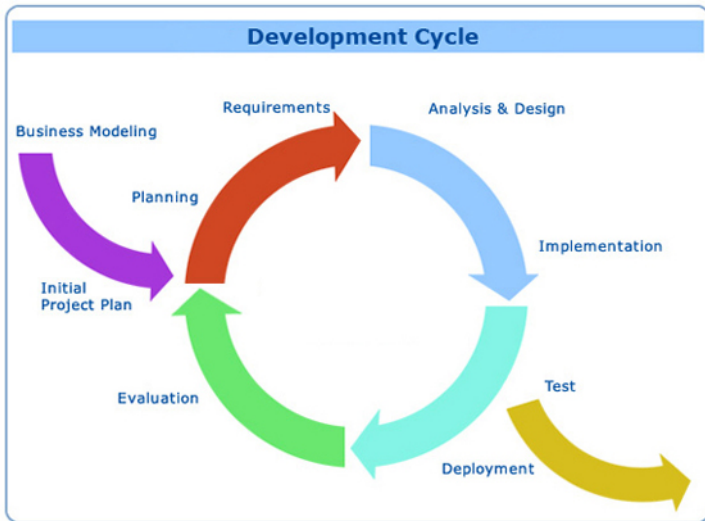 Development Cycle
Requirements
Analysis & Design
Business Modeling
Planning
Implementation
Initial
Project Plan
Test
Evaluation
Deployment